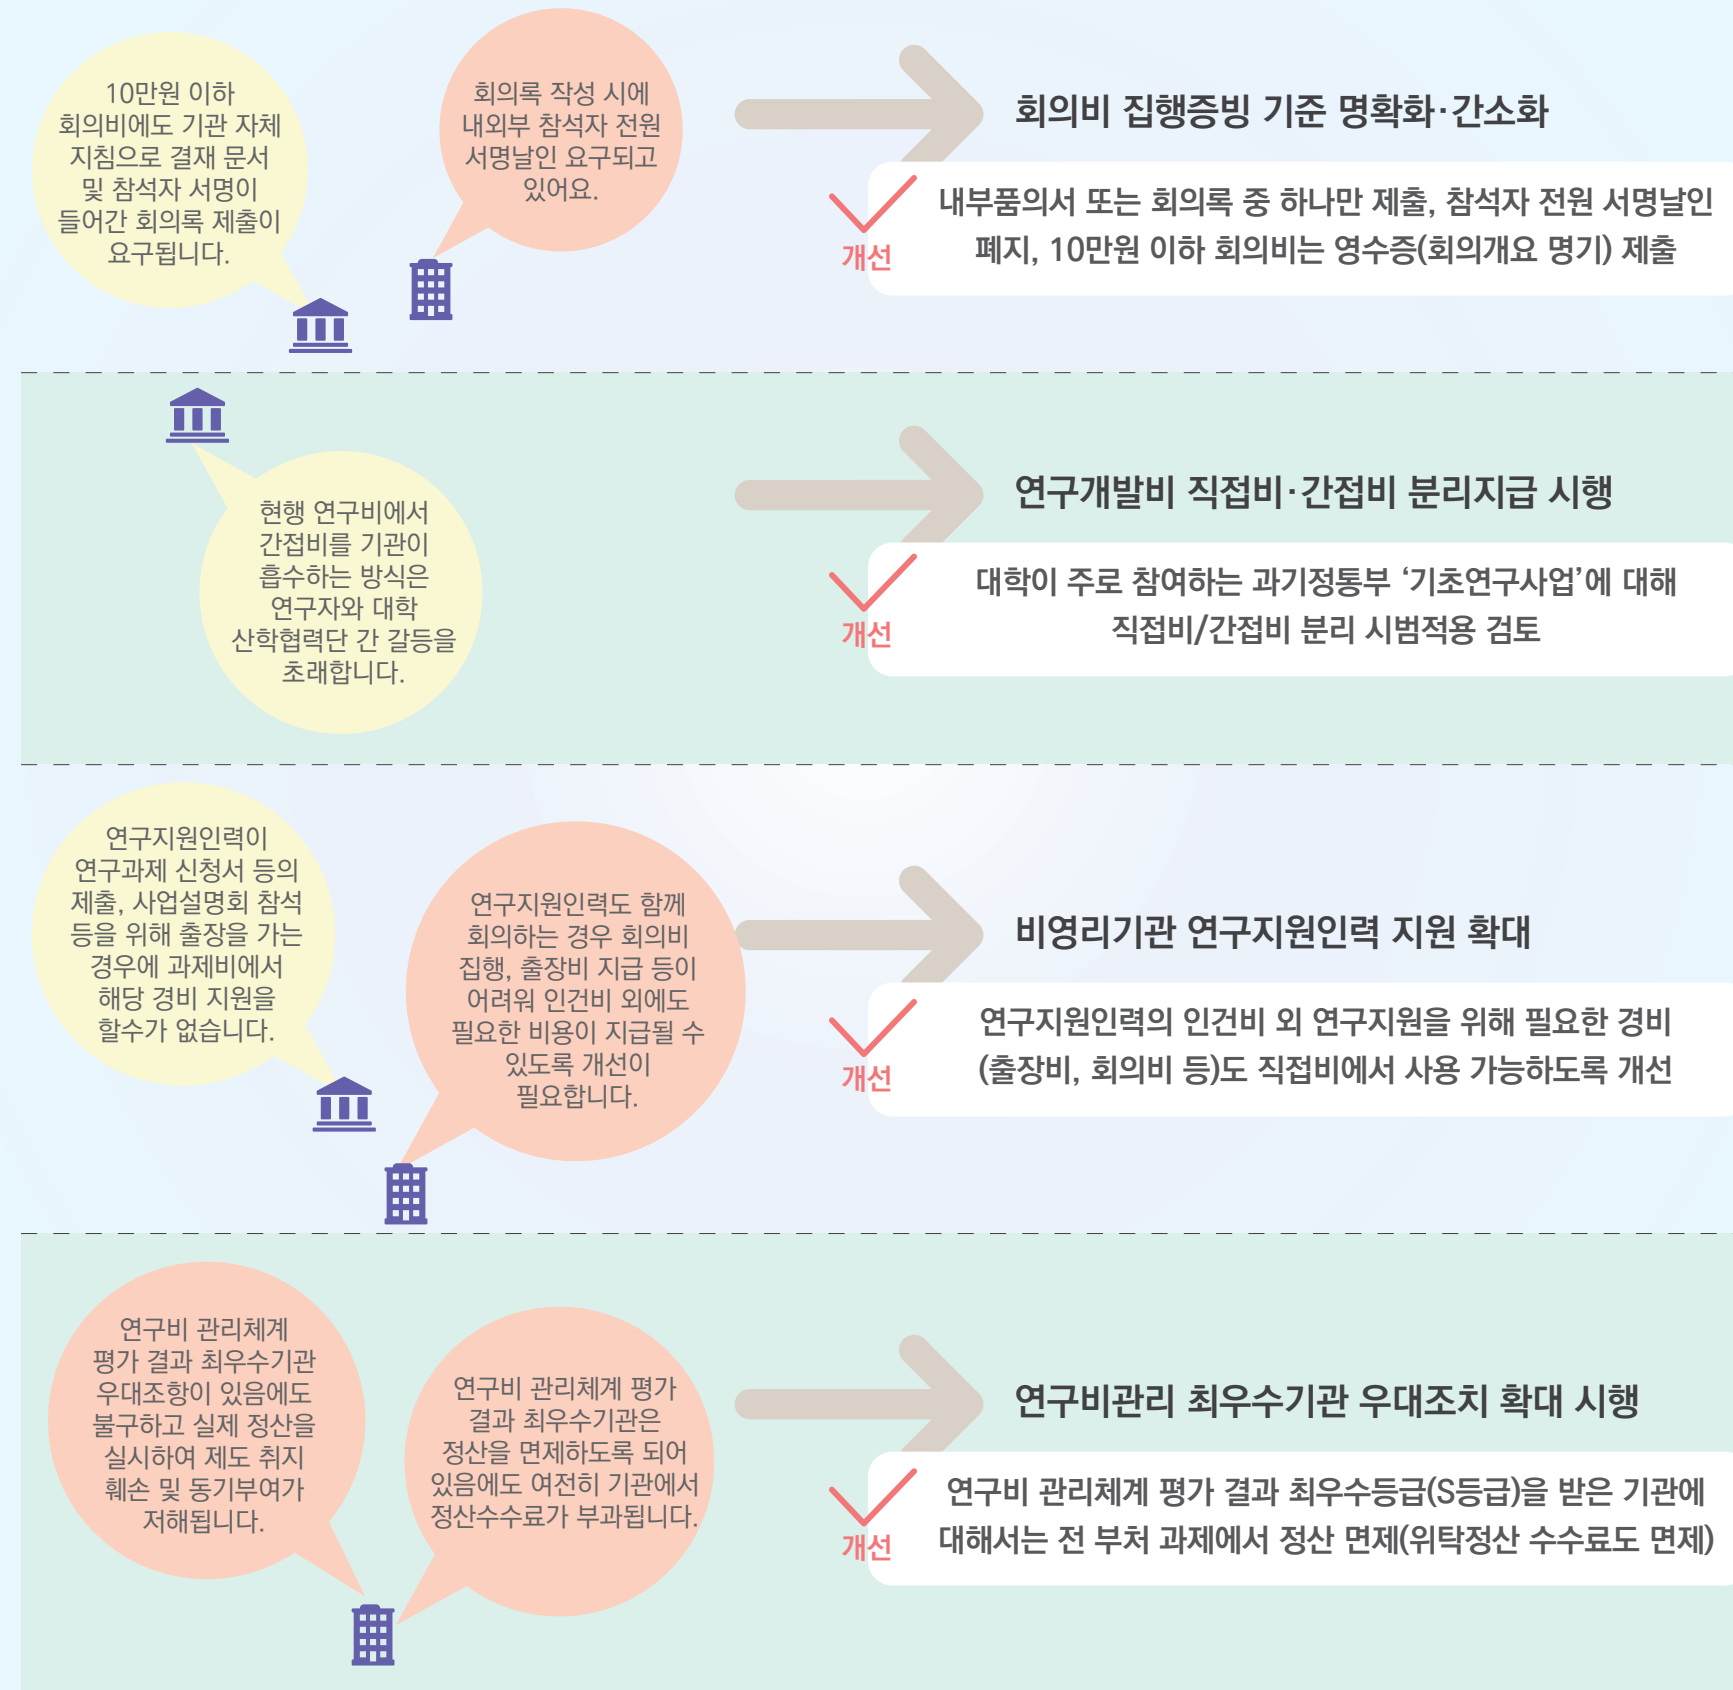 10만원 이하
회의비에도 기관 자체
지침으로 결재 문서
및 참석자 서명이
들어간 회의록 제출이
요구됩니다.
회의록 작성 시에
내외부 참석자 전원
서명날인 요구되고
있어요.
회의비 집행증빙 기준 명확화·간소화
개선
내부품의서 또는 회의록 중 하나만 제출, 참석자 전원 서명날인
폐지, 10만원 이하 회의비는 영수증(회의개요 명기) 제출
현행 연구비에서
간접비를 기관이
흡수하는 방식은
연구자와 대학
산학협력단 간 갈등을
초래합니다.
연구개발비 직접비·간접비 분리지급 시행
개선
대학이 주로 참여하는 과기정통부 ‘기초연구사업’에 대해
직접비/간접비 분리 시범적용 검토
연구지원인력이
연구과제 신청서 등의
제출, 사업설명회 참석
등을 위해 출장을 가는
경우에 과제비에서
해당 경비 지원을
할수가 없습니다.
연구지원인력도 함께
회의하는 경우 회의비
집행, 출장비 지급 등이
어려워 인건비 외에도
필요한 비용이 지급될 수
있도록 개선이
필요합니다.
비영리기관 연구지원인력 지원 확대
개선
연구지원인력의 인건비 외 연구지원을 위해 필요한 경비
(출장비, 회의비 등)도 직접비에서 사용 가능하도록 개선
연구비 관리체계
평가 결과 최우수기관
우대조항이 있음에도
불구하고 실제 정산을
실시하여 제도 취지
훼손 및 동기부여가
저해됩니다.
연구비 관리체계 평가
결과 최우수기관은
정산을 면제하도록 되어
있음에도 여전히 기관에서
정산수수료가 부과됩니다.
연구비관리 최우수기관 우대조치 확대 시행
개선
연구비 관리체계 평가 결과 최우수등급(S등급)을 받은 기관에
대해서는 전 부처 과제에서 정산 면제(위탁정산 수수료도 면제)